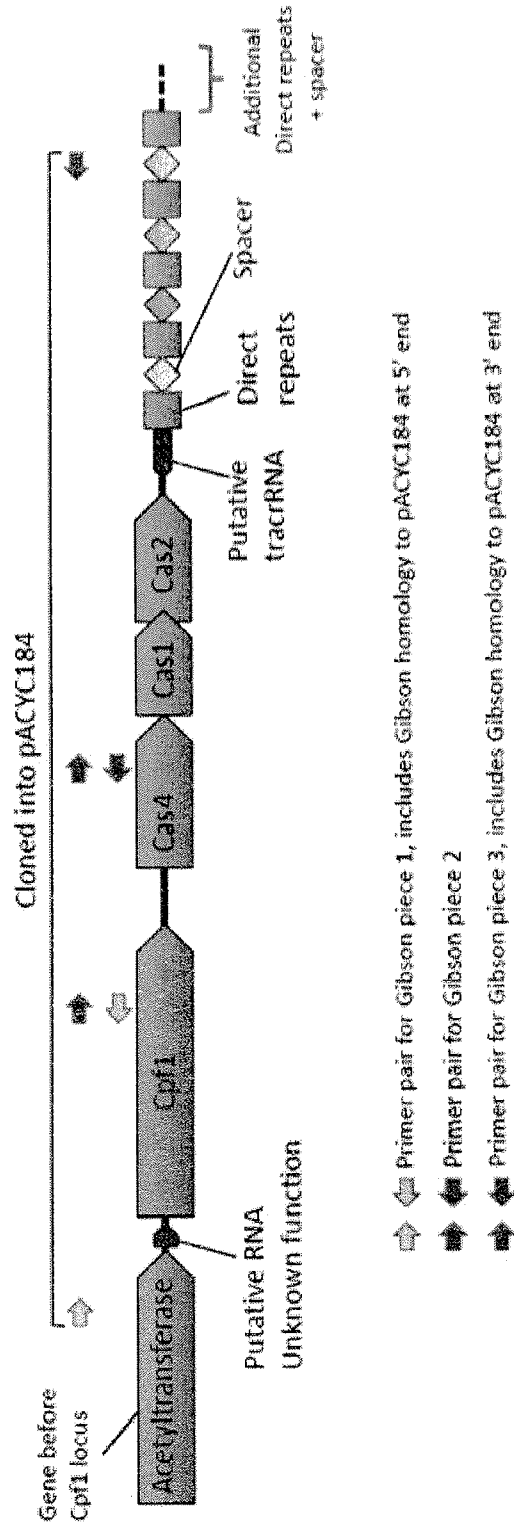 Cloned into pACYC184
Gene before
Cpf1 locus
Acetyltransferase
Cpf1
Cas4
Cas1
Cas2
Putative RNA
Unknown function
Putative
tracrRNA
Direct
repeats
Spacer
Additional
Direct repeats
+ spacer
Primer pair for Gibson piece 1, includes Gibson homology to pACYC184 at 5' end
Primer pair for Gibson piece 2
Primer pair for Gibson piece 3, includes Gibson homology to pACYC184 at 3' end